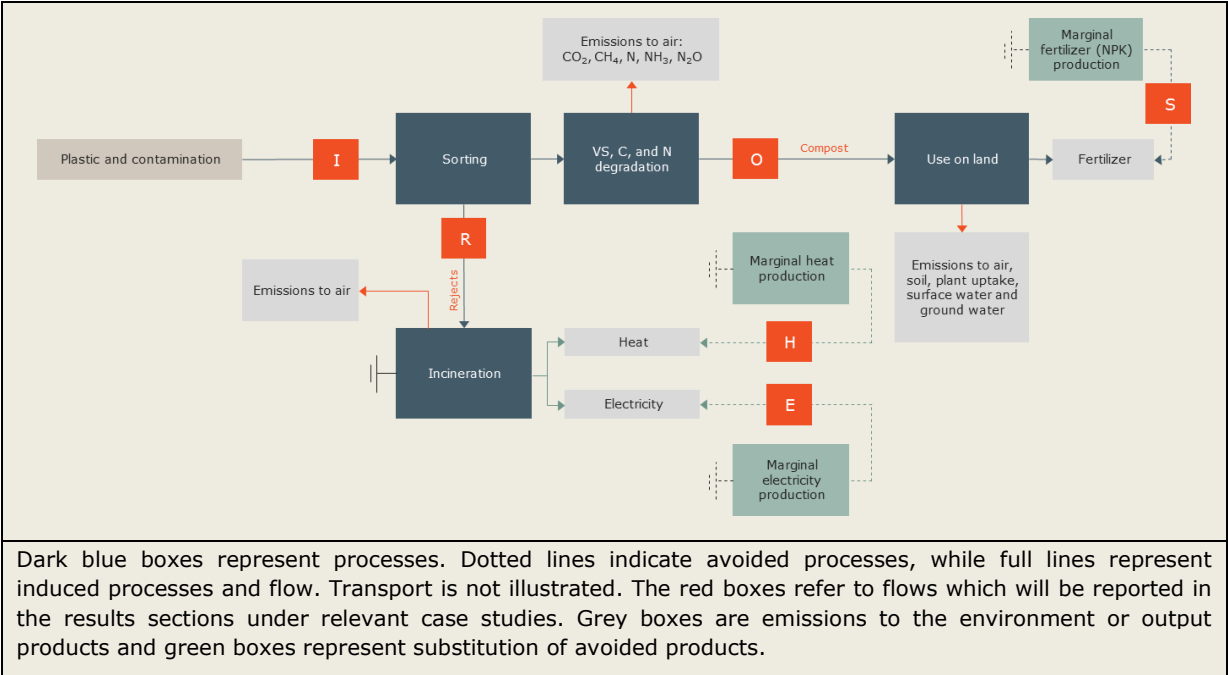 Emissions to air:
CO₂, CH₄, N, NH₃, N₂O
Marginal
fertilizer (NPK)
production
S
Plastic and contamination
I
Sorting
VS, C, and N
degradation
O
Compost
Use on land
Fertilizer
R
Rejects
Emissions to air
Marginal heat
production
Emissions to air,
soil, plant uptake,
surface water and
ground water
Incineration
Heat
H
Electricity
E
Marginal
electricity
production
Dark blue boxes represent processes. Dotted lines indicate avoided processes, while full lines represent
induced processes and flow. Transport is not illustrated. The red boxes refer to flows which will be reported in
the results sections under relevant case studies. Grey boxes are emissions to the environment or output
products and green boxes represent substitution of avoided products.